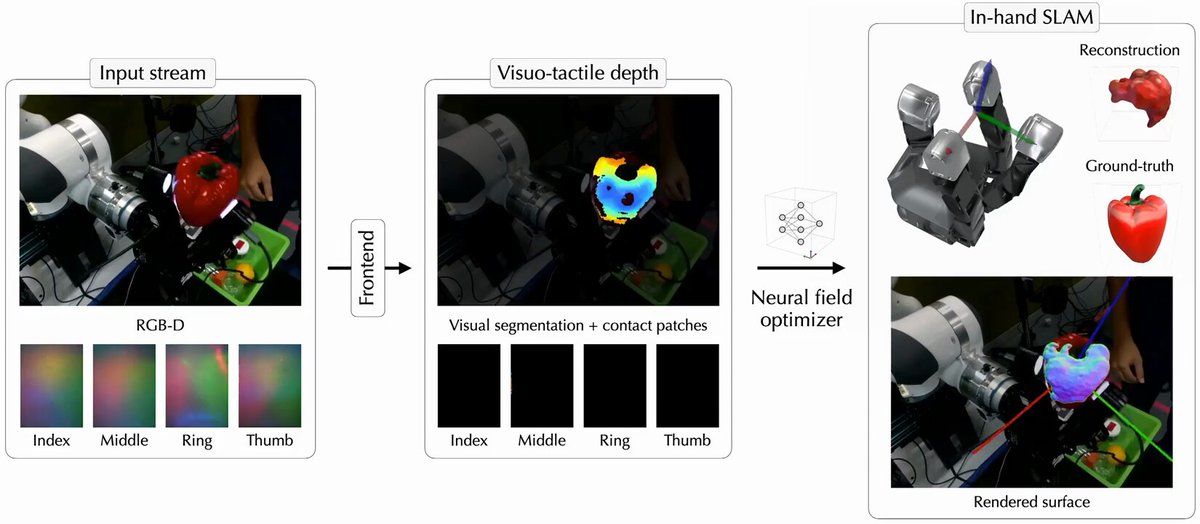 Input stream
RGB-D
Index Middle Ring Thumb
Frontend
Visuo-tactile depth
Visual segmentation + contact patches
Index Middle Ring Thumb
Neural field
optimizer
In-hand SLAM
Reconstruction
Ground-truth
Rendered surface